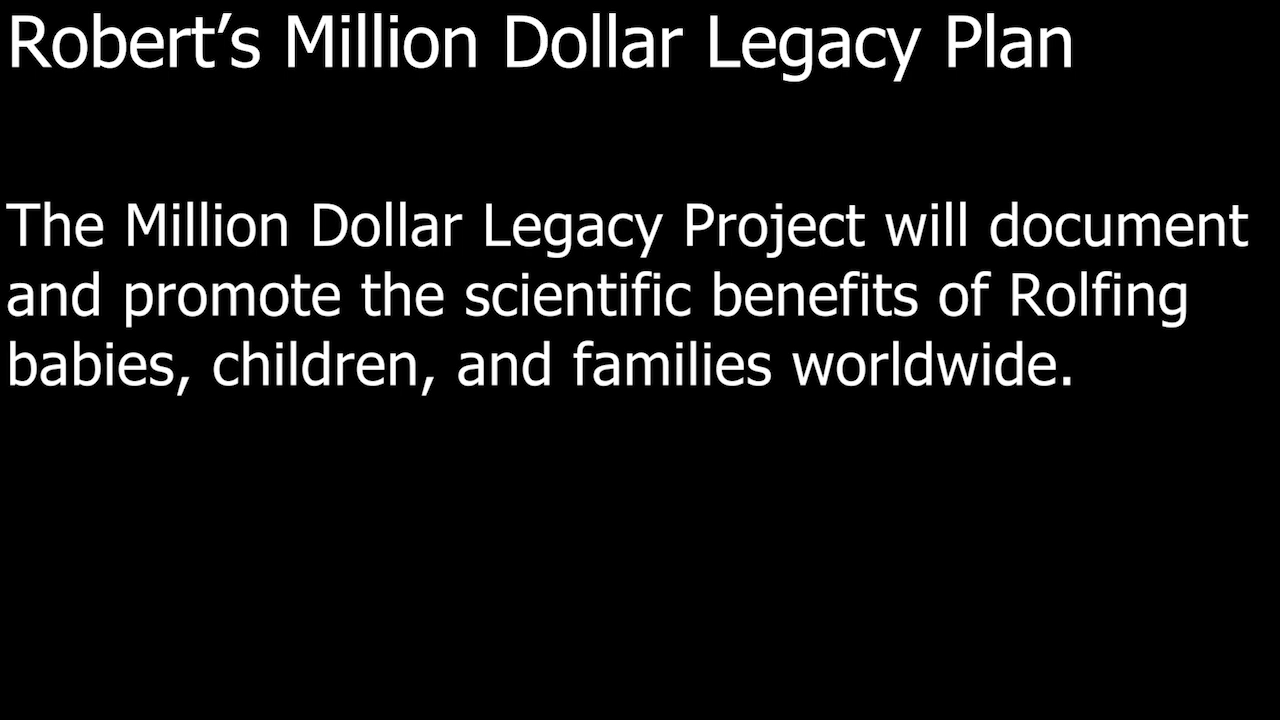 Robert’s Million Dollar Legacy Plan
The Million Dollar Legacy Project will document
and promote the scientific benefits of Rolfing
babies, children, and families worldwide.